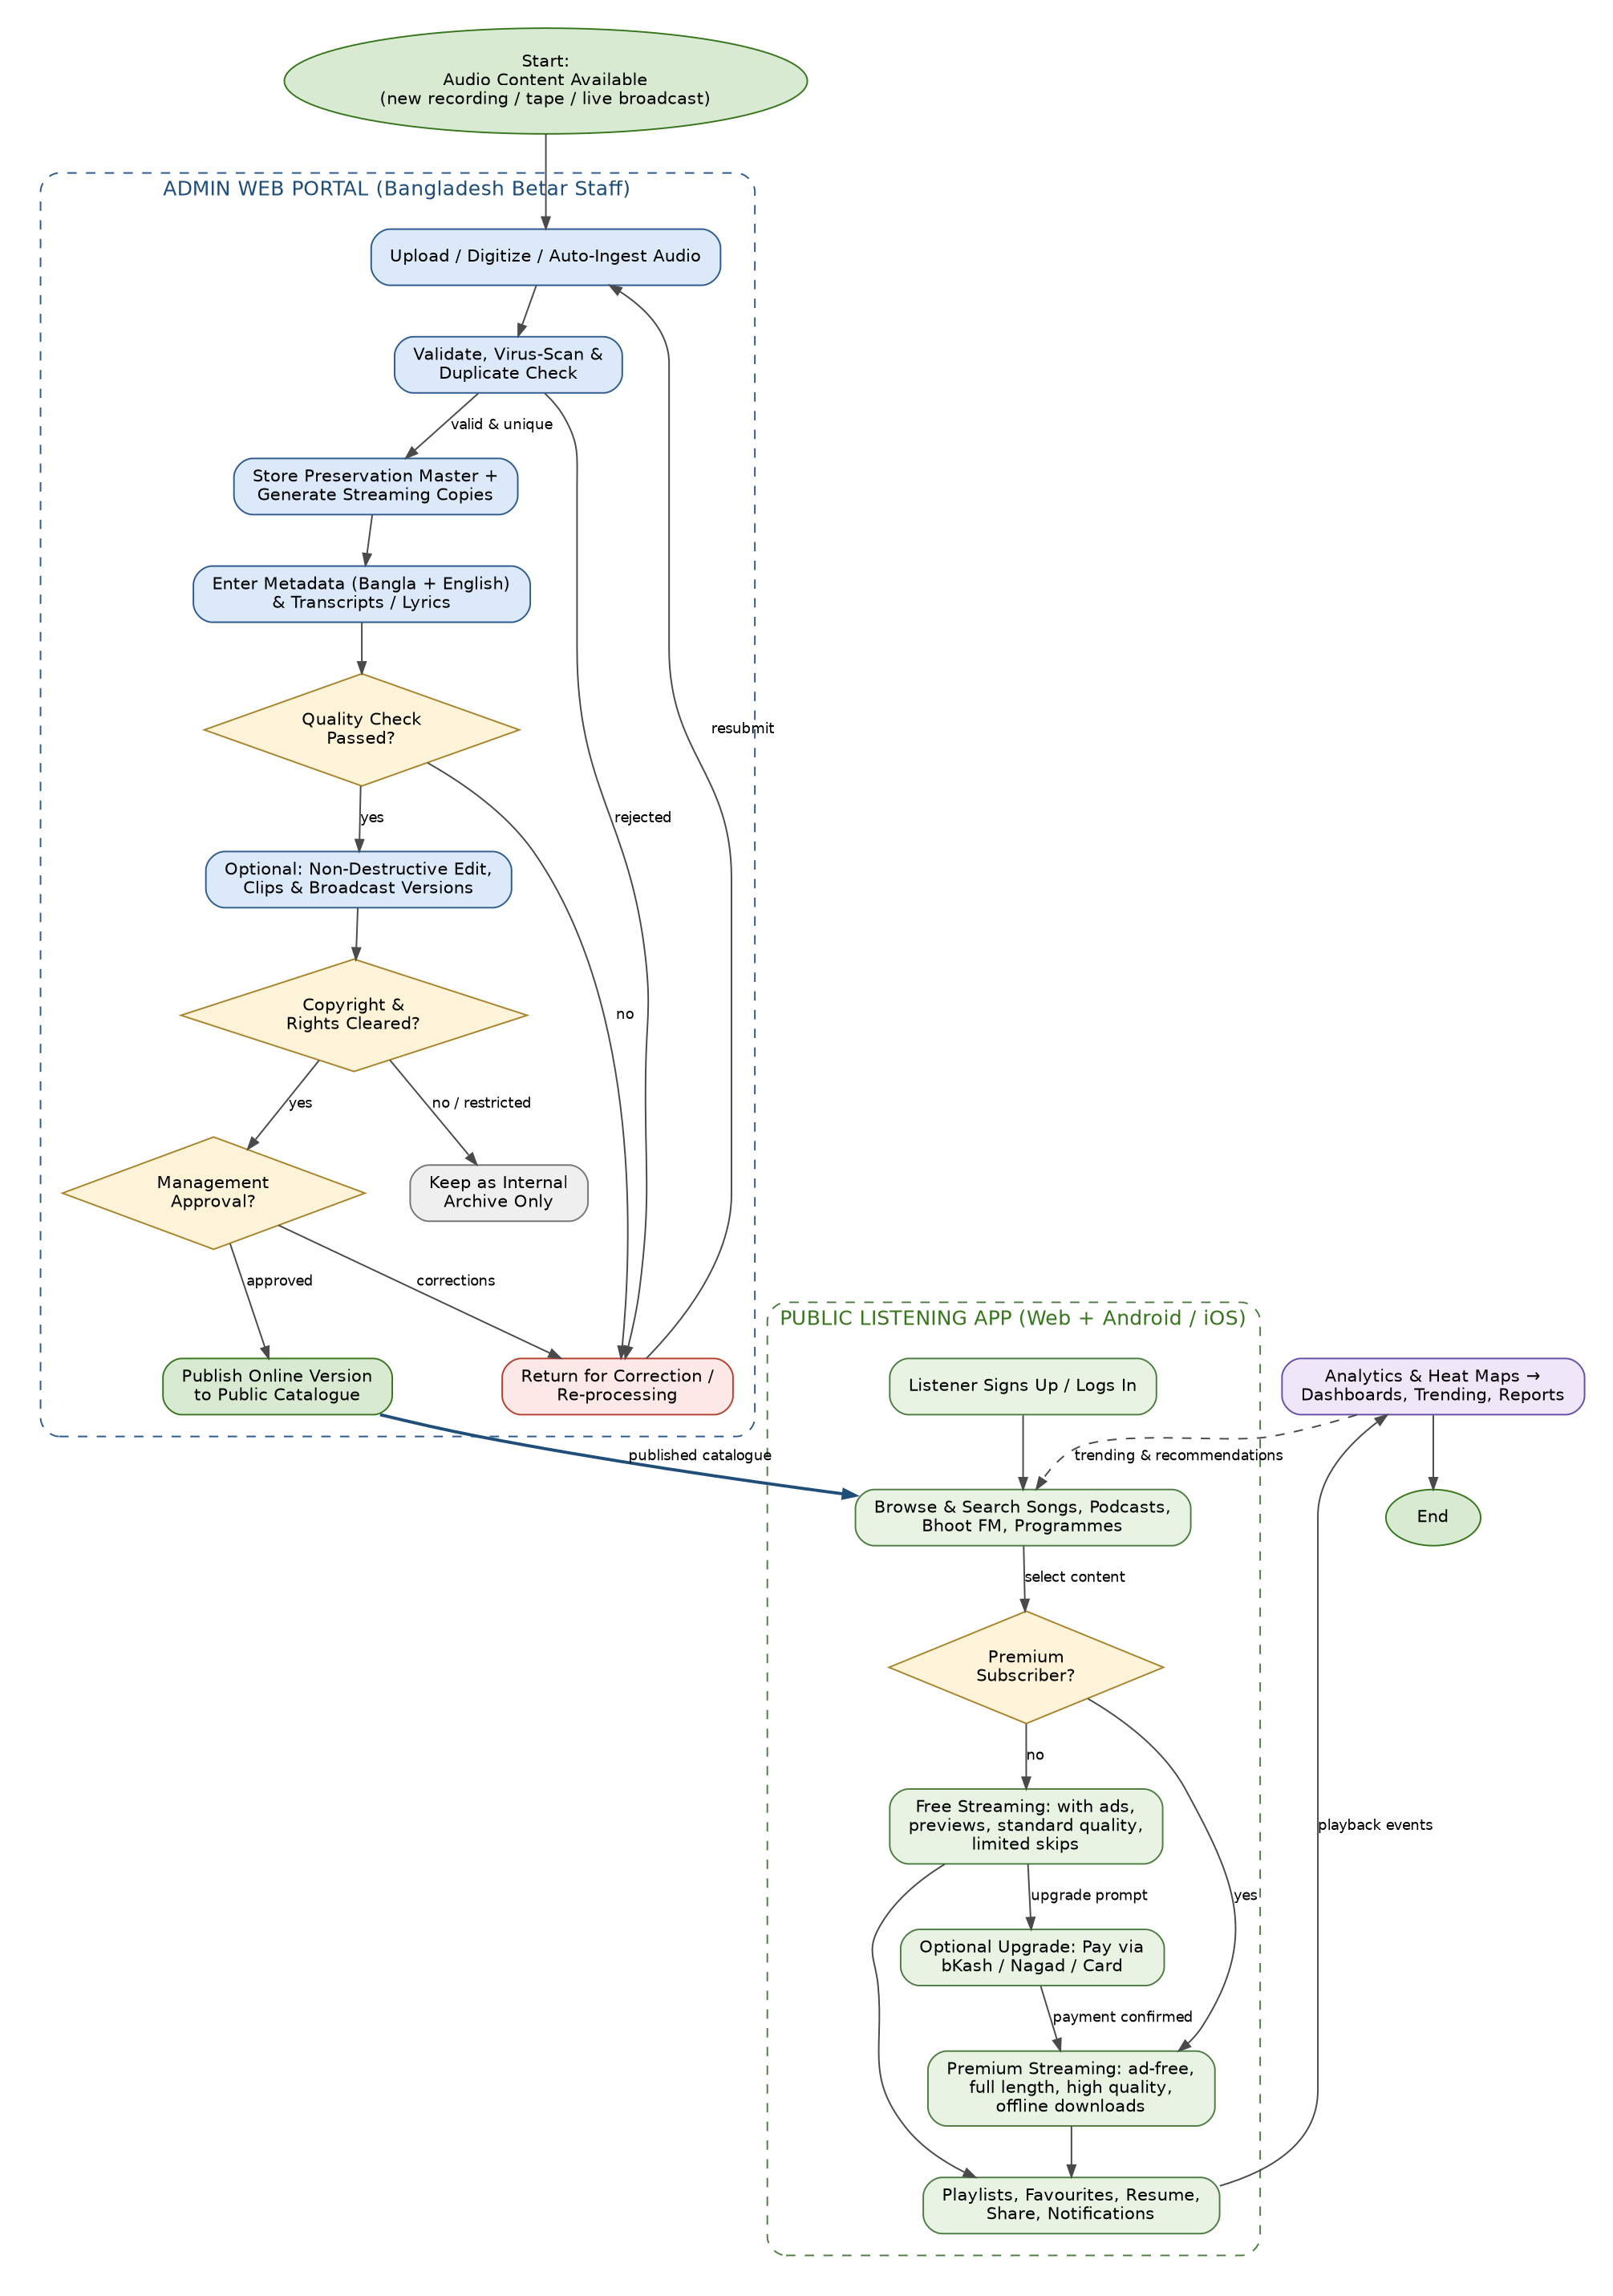 Start:
Audio Content Available
(new recording / tape / live broadcast)
ADMIN WEB PORTAL (Bangladesh Betar Staff)
Upload / Digitize / Auto-Ingest Audio
Validate, Virus-Scan &
Duplicate Check
valid & unique
Store Preservation Master +
Generate Streaming Copies
Enter Metadata (Bangla + English)
& Transcripts / Lyrics
Quality Check
Passed?
resubmit
yes
rejected
Optional: Non-Destructive Edit,
Clips & Broadcast Versions
Copyright &
Rights Cleared?
no
yes
no / restricted
Management
Approval?
Keep as Internal
Archive Only
approved
corrections
Publish Online Version
to Public Catalogue
Return for Correction /
Re-processing
PUBLIC LISTENING APP (Web + Android / iOS)
Listener Signs Up / Logs In
Analytics & Heat Maps →
Dashboards, Trending, Reports
published catalogue
trending & recommendations
Browse & Search Songs, Podcasts,
Bhoot FM, Programmes
End
select content
Premium
Subscriber?
no
Free Streaming: with ads,
previews, standard quality,
limited skips
playback events
upgrade prompt
yes
Optional Upgrade: Pay via
bKash / Nagad / Card
payment confirmed
Premium Streaming: ad-free,
full length, high quality,
offline downloads
Playlists, Favourites, Resume,
Share, Notifications